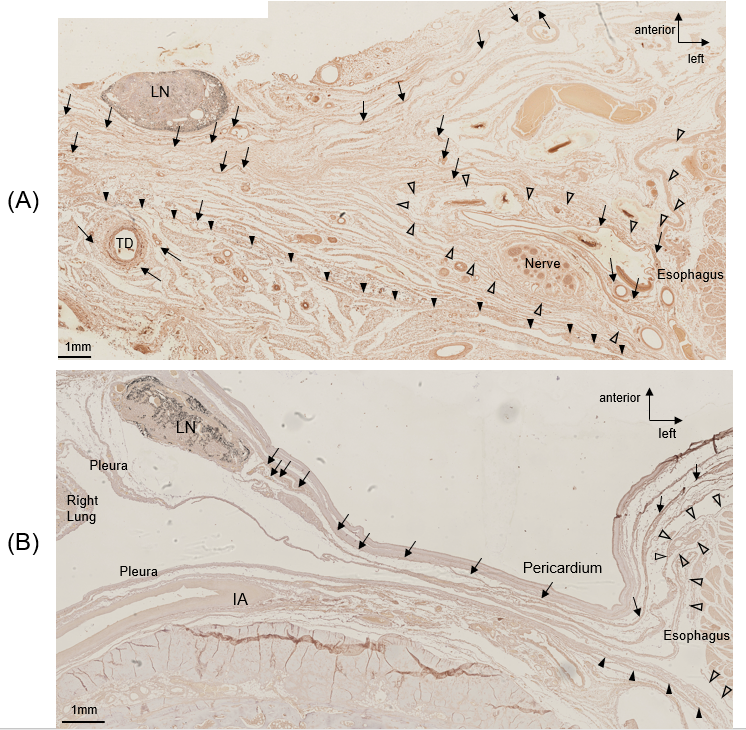 (A)
LN
anterior
left
TD
Nerve
Esophagus
1mm
(B)
LN
anterior
left
Pleura
Right
Lung
Pleura
IA
Pericardium
Esophagus
1mm